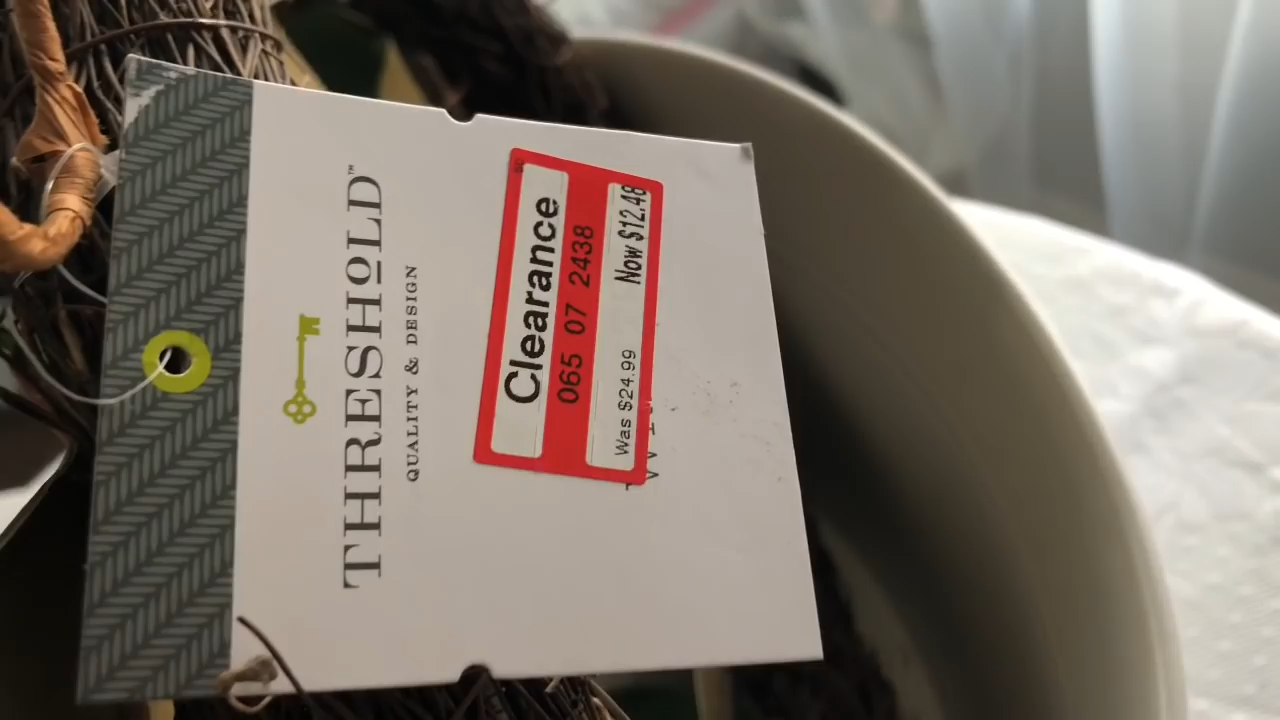 THRESHOLD™
QUALITY & DESIGN
Clearance
065 07 2438
Was $24.99 Now $12.48